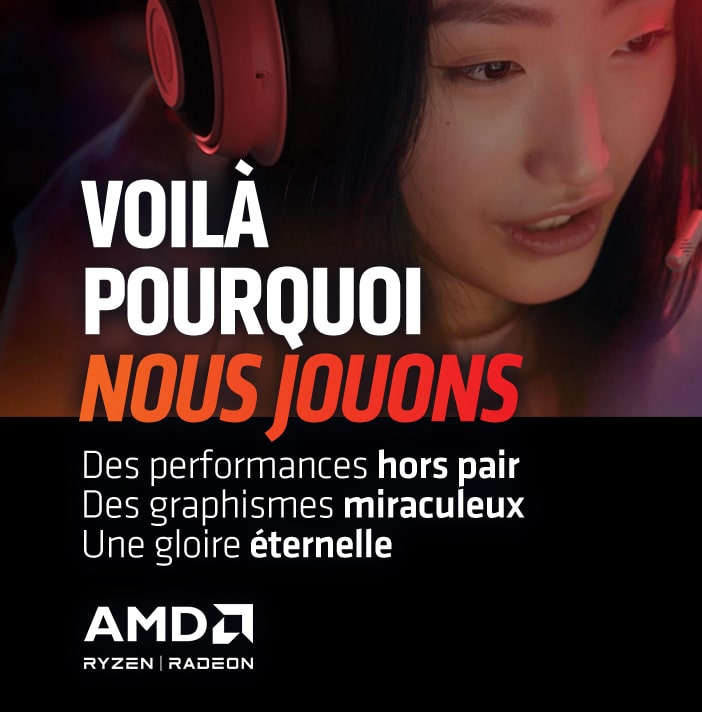 VOILÀ
POURQUOI
NOUS JOUONS
Des performances hors pair
Des graphismes miraculeux
Une gloire éternelle
AMD
RYZEN | RADEON